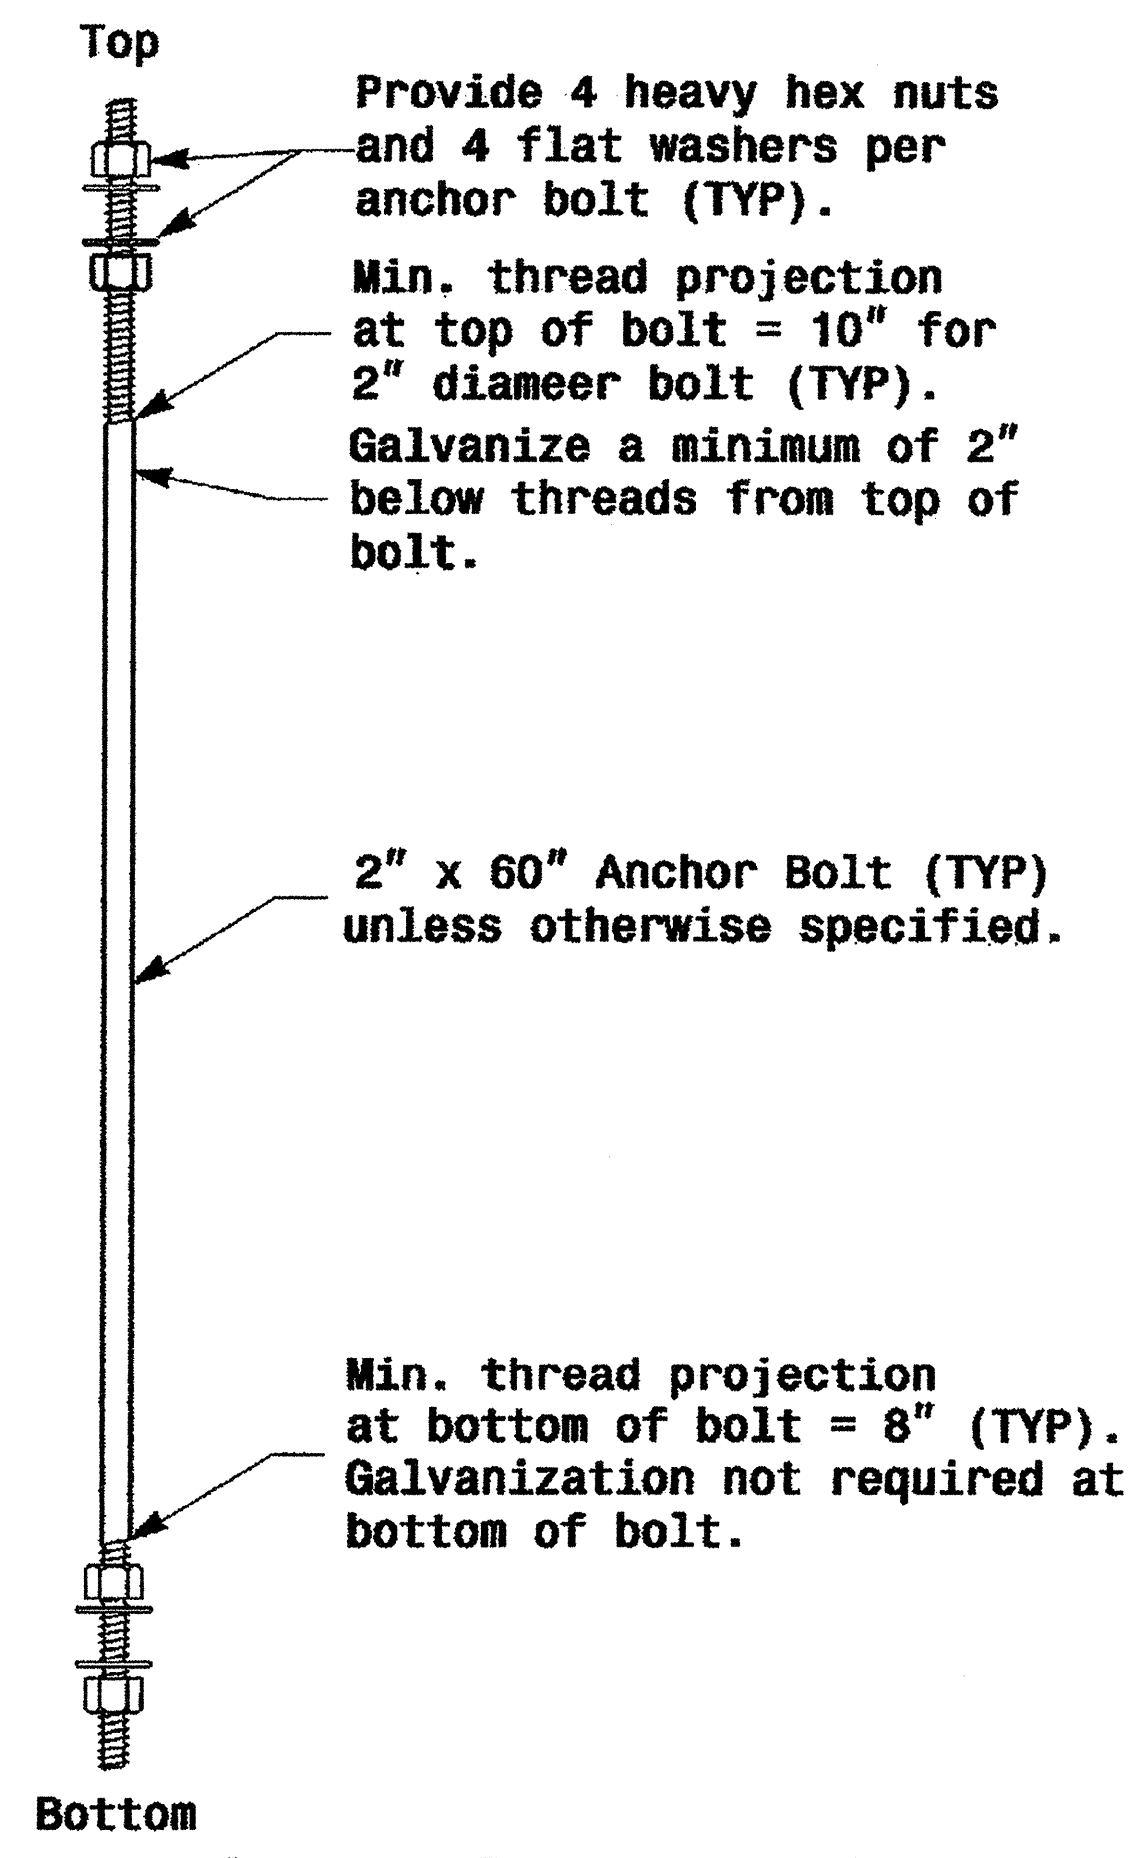 Top
Provide 4 heavy hex nuts
and 4 flat washers per
anchor bolt (TYP).
Min. thread projection
at top of bolt = 10" for
2" diameer bolt (TYP).
Galvanize a minimum of 2"
below threads from top of
bolt.
2" x 60" Anchor Bolt (TYP)
unless otherwise specified.
Min. thread projection
at bottom of bolt = 8" (TYP).
Galvanization not required at
bottom of bolt.
Bottom